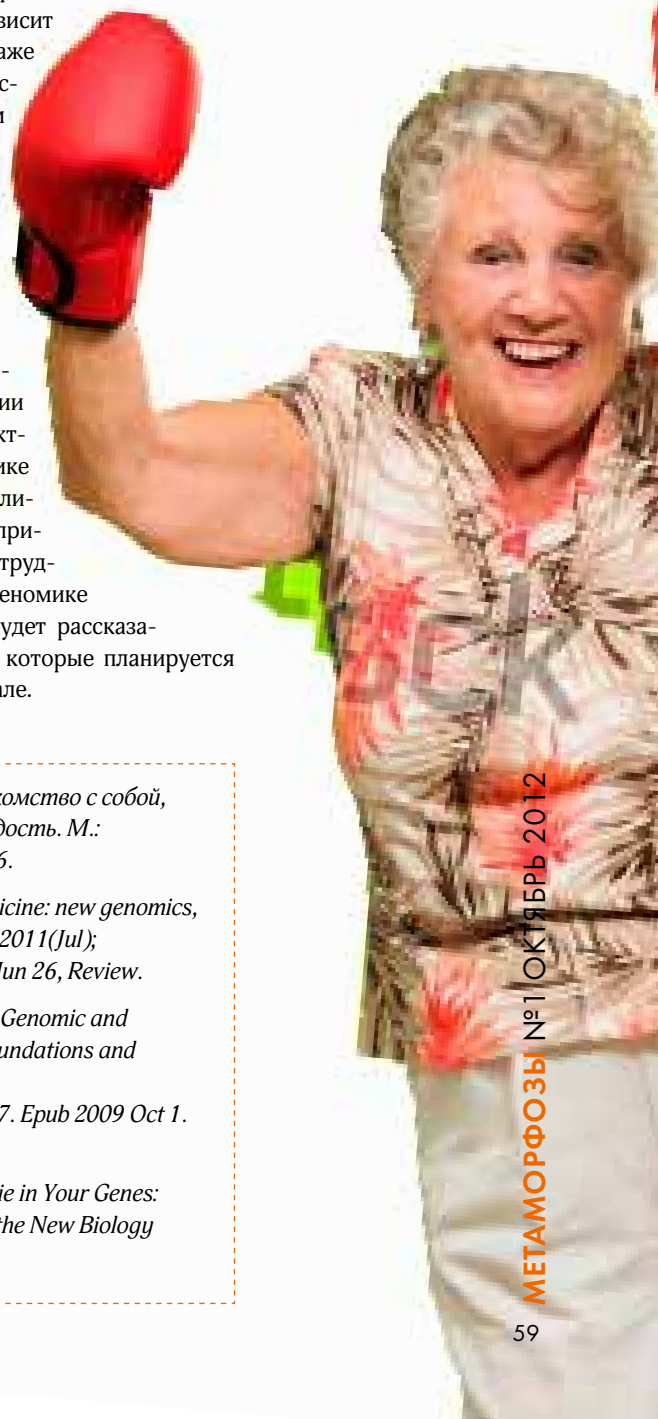 висит
аже
с-
и
-
ии
кт-
ике
ли-
при-
труд-
еномике
удет рассказа-
которые планируется
але.
комство с собой,
дость. М.:
6.
licine: new genomics,
2011(Jul);
Jun 26, Review.
Genomic and
undations and
7. Epub 2009 Oct 1.
ie in Your Genes:
the New Biology
МЕТАМОРФОЗЫ №1 ОКТЯБРЬ 2012
59